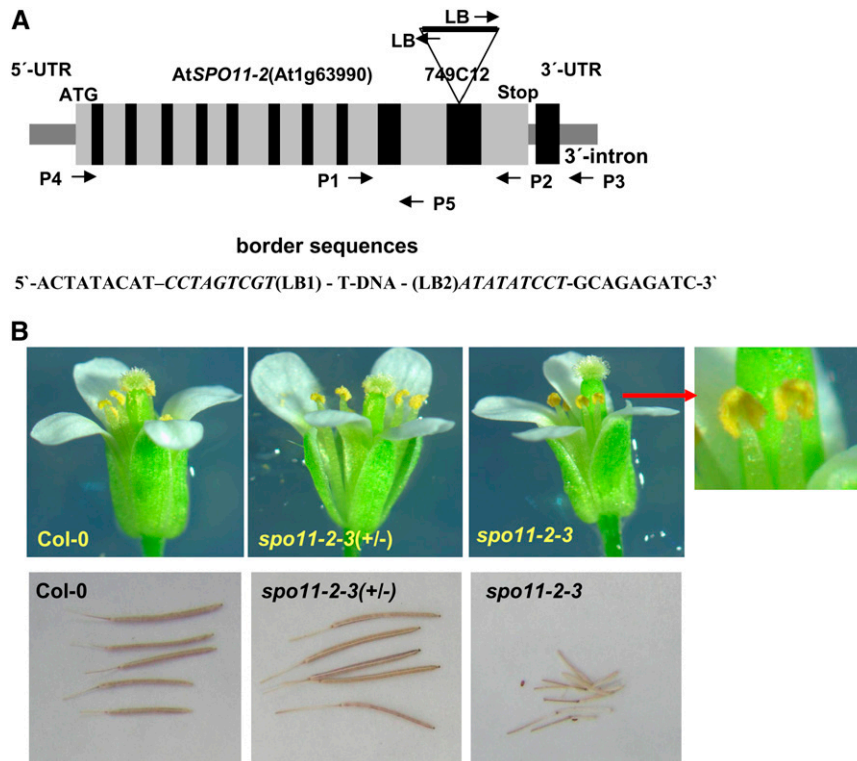 A
LB
LB
5´-UTR
AtSPO11-2(At1g63990)
749C12
3´-UTR
ATG
Stop
3´-intron
P4
P1
P2
P3
P5
border sequences
5`-ACTATACAT–CCTAGTCGT(LB1) - T-DNA - (LB2)ATATATCCT-GCAGAGATC-3`
B
Col-0
spo11-2-3(+/-)
spo11-2-3
Col-0
spo11-2-3(+/-)
spo11-2-3